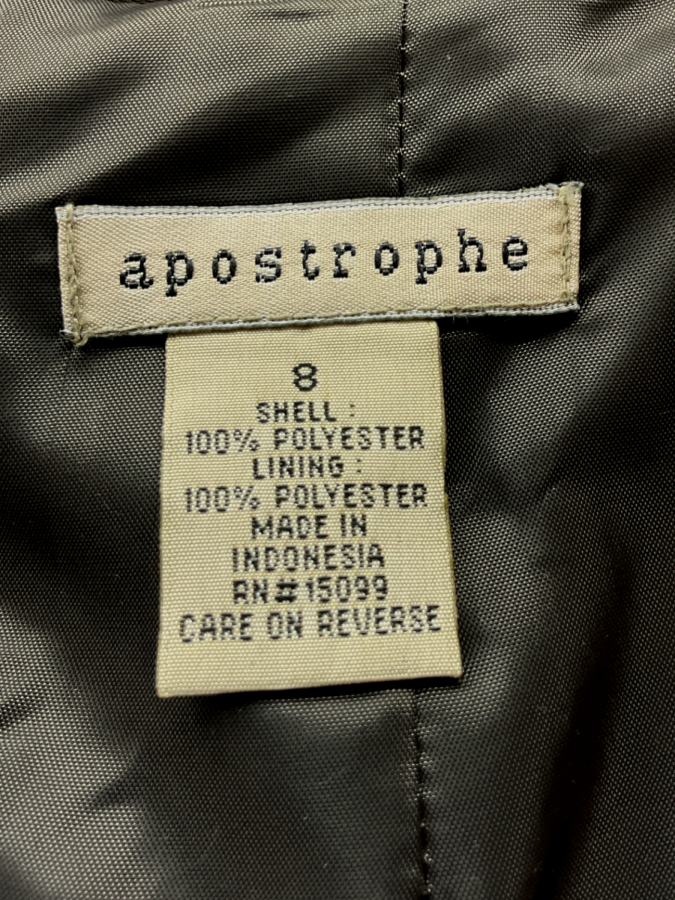 apostrophe
8
SHELL :
100% POLYESTER
LINING :
100% POLYESTER
MADE IN
INDONESIA
RN#15099
CARE ON REVERSE